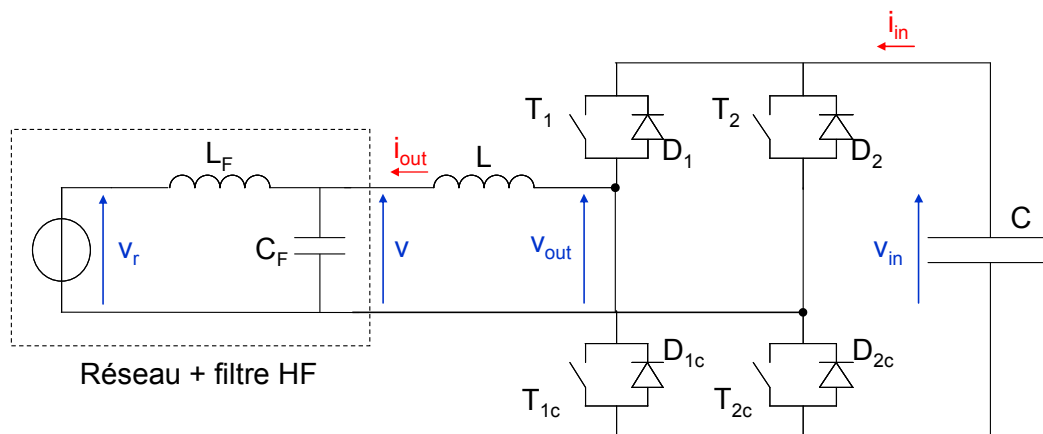 i_in
T_1
D_1
T_2
D_2
L_F
i_out
L
C
v_r
C_F
v
v_out
v_in
Réseau + filtre HF
T_1c
D_1c
T_2c
D_2c